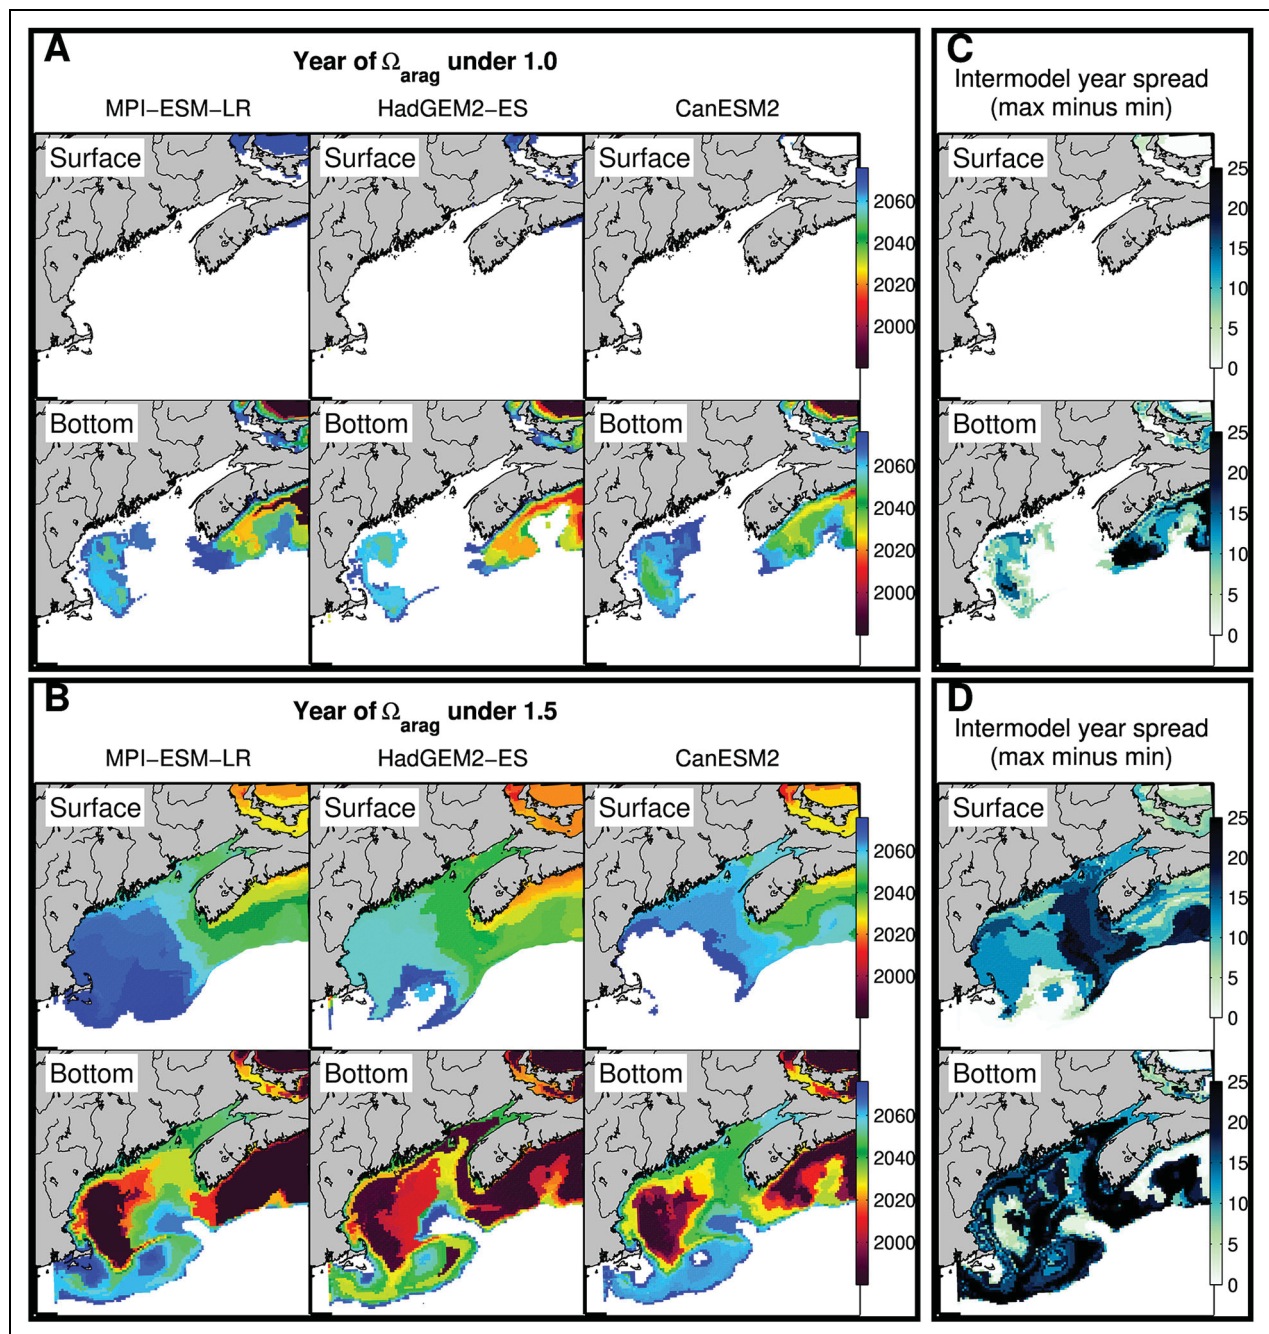 A
Year of Ωarag under 1.0
MPI–ESM–LR
HadGEM2–ES
CanESM2
Surface
Surface
Surface
2060
2040
2020
2000
Bottom
Bottom
Bottom
2060
2040
2020
2000
C
Intermodel year spread
(max minus min)
Surface
25
20
15
10
5
0
Bottom
25
20
15
10
5
0
B
Year of Ωarag under 1.5
MPI–ESM–LR
HadGEM2–ES
CanESM2
Surface
Surface
Surface
2060
2040
2020
2000
Bottom
Bottom
Bottom
2060
2040
2020
2000
D
Intermodel year spread
(max minus min)
Surface
25
20
15
10
5
0
Bottom
25
20
15
10
5
0